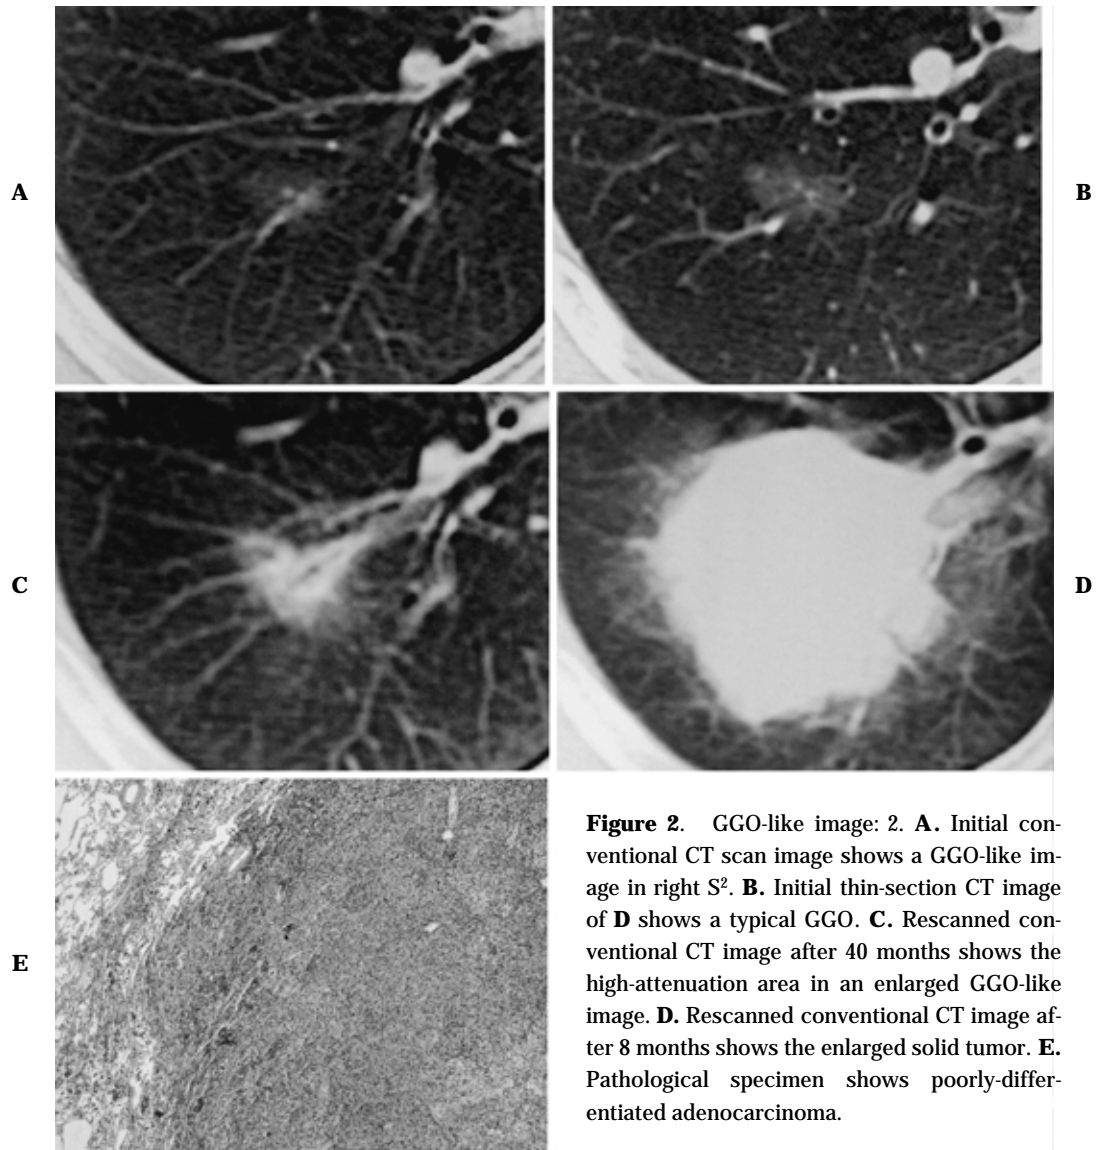 A
B
C
D
E
Figure 2. GGO-like image: 2. A. Initial con-
ventional CT scan image shows a GGO-like im-
age in right S². B. Initial thin-section CT image
of D shows a typical GGO. C. Rescanned con-
ventional CT image after 40 months shows the
high-attenuation area in an enlarged GGO-like
image. D. Rescanned conventional CT image af-
ter 8 months shows the enlarged solid tumor. E.
Pathological specimen shows poorly-differ-
entiated adenocarcinoma.